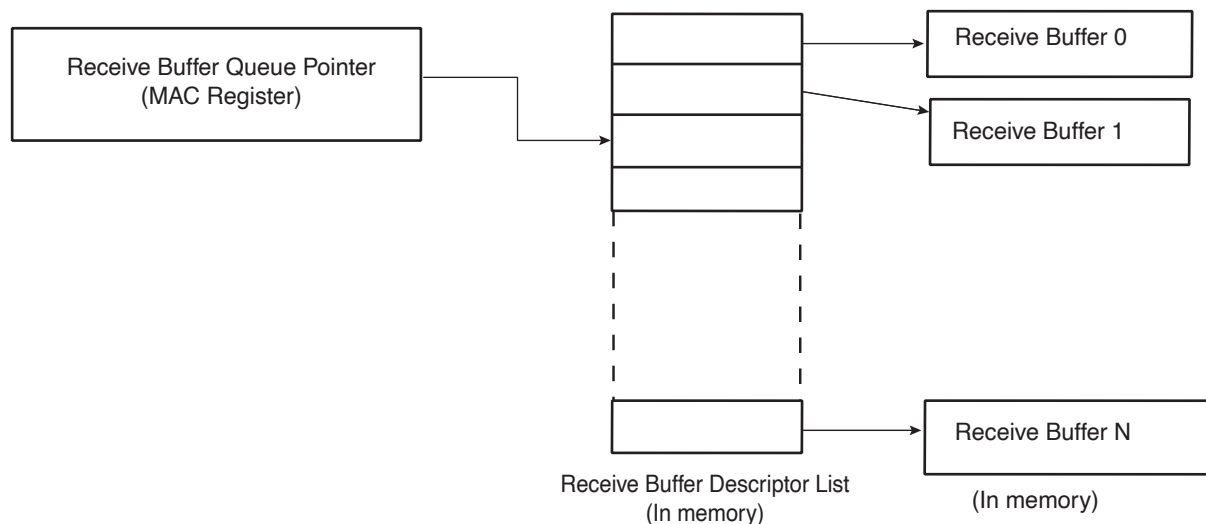 Receive Buffer Queue Pointer
(MAC Register)
Receive Buffer 0
Receive Buffer 1
Receive Buffer N
Receive Buffer Descriptor List
(In memory)
(In memory)